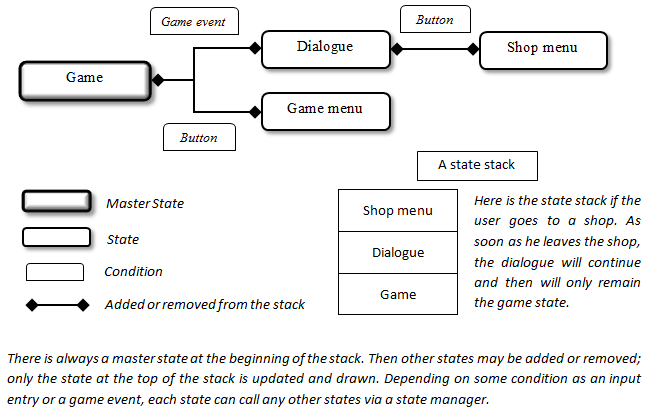 Game event
Button
Dialogue
Shop menu
Game
Game menu
Button
A state stack
Master State
State
Condition
Added or removed from the stack
Shop menu
Dialogue
Game
Here is the state stack if the
user goes to a shop. As
soon as he leaves the shop,
the dialogue will continue
and then will only remain
the game state.
There is always a master state at the beginning of the stack. Then other states may be added or removed;
only the state at the top of the stack is updated and drawn. Depending on some condition as an input
entry or a game event, each state can call any other states via a state manager.